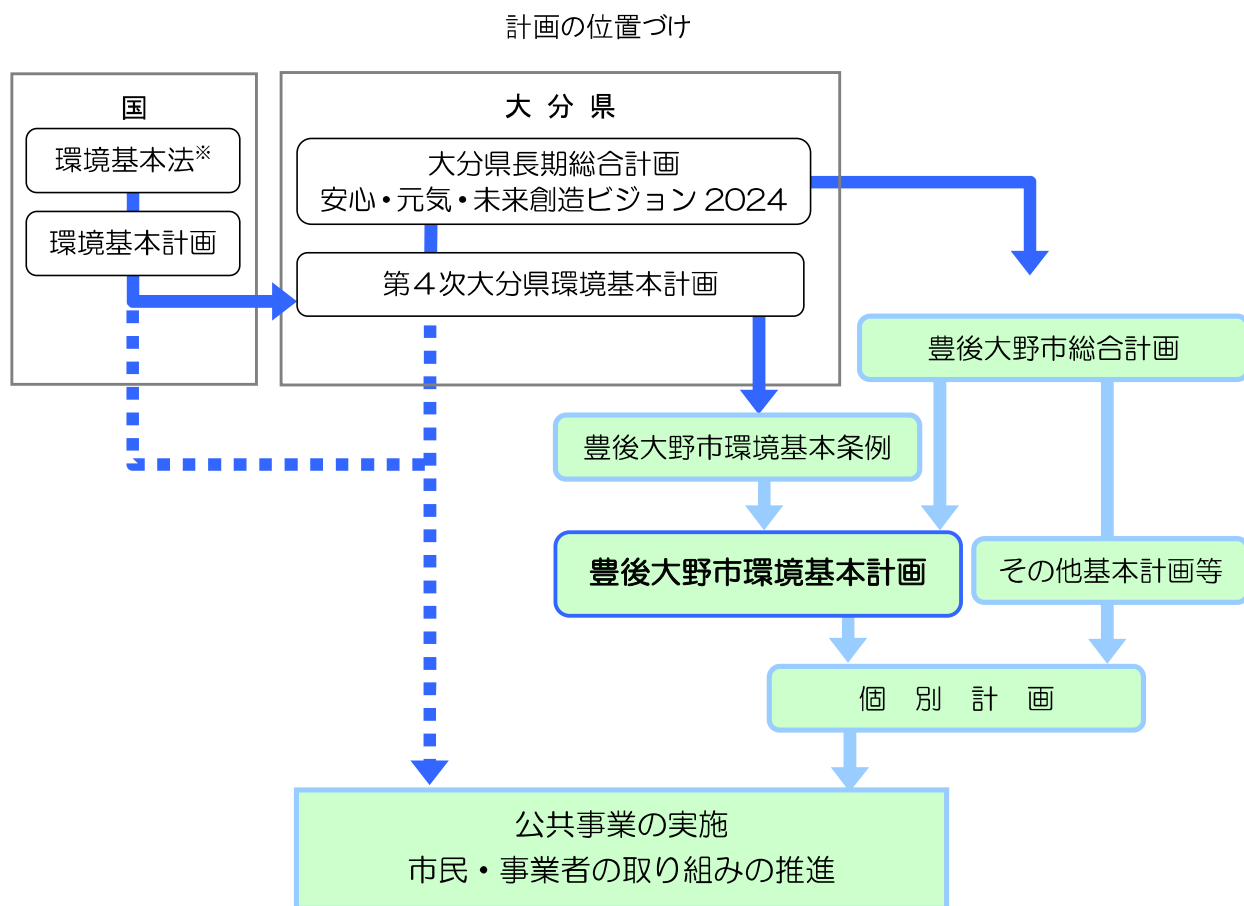 計画の位置づけ
国
環境基本法※
環境基本計画
大分県
大分県長期総合計画
安心・元気・未来創造ビジョン 2024
第4次大分県環境基本計画
豊後大野市総合計画
豊後大野市環境基本条例
豊後大野市環境基本計画
その他基本計画等
個別計画
公共事業の実施
市民・事業者の取り組みの推進